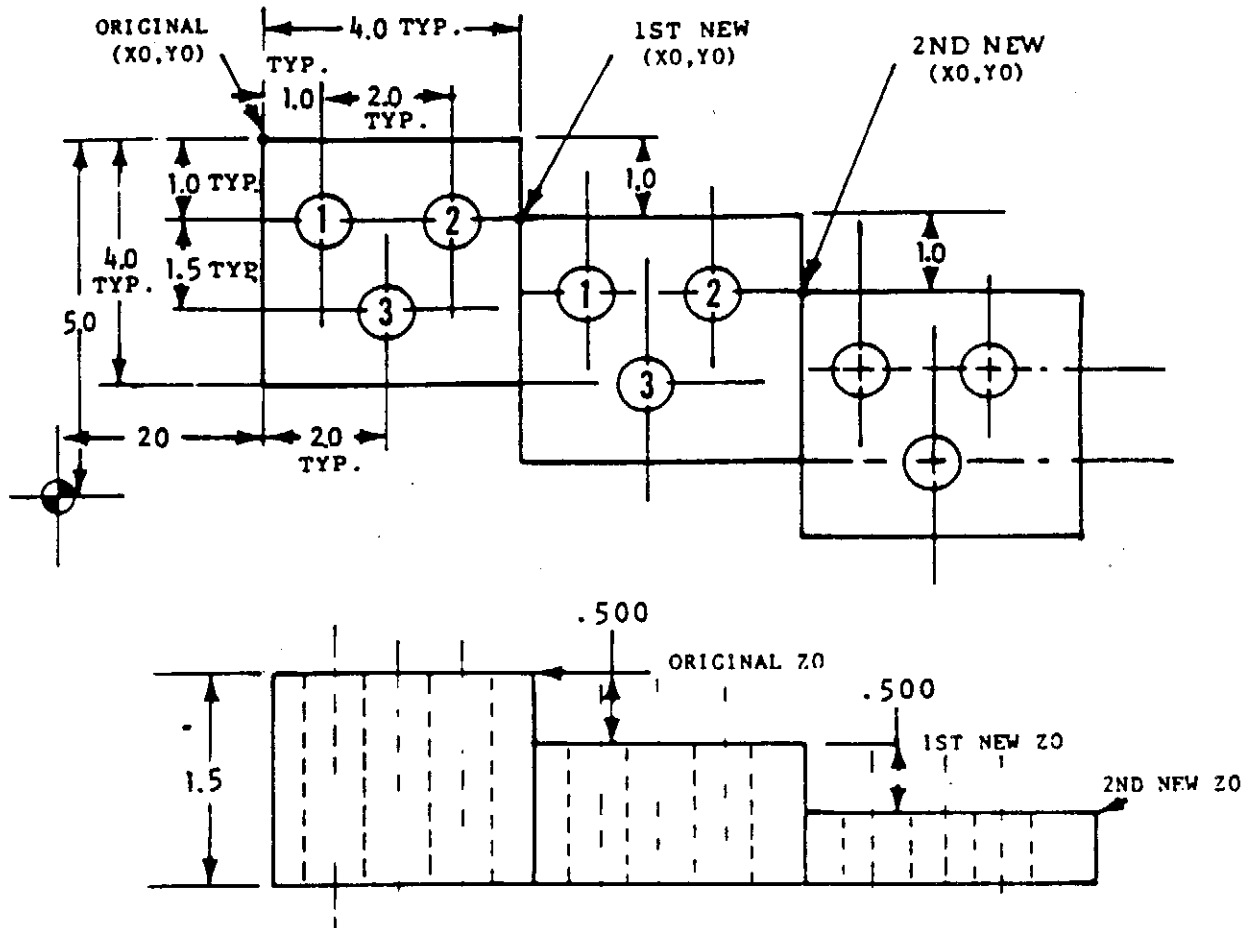 ORIGINAL
(X0,Y0)
4.0 TYP.
1ST NEW
(X0,Y0)
2ND NEW
(X0,Y0)
TYP.
1.0
2.0
TYP.
1.0 TYP.
1.0
1.0
4.0
TYP.
1.5 TYP
5.0
1
2
3
1
2
3
20
20
TYP.
.500
ORIGINAL Z0
.500
1ST NEW Z0
1.5
2ND NEW Z0